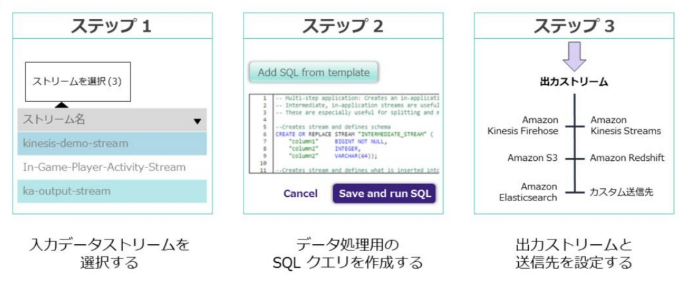 ステップ 1
ストリームを選択 (3)
ストリーム名
kinesis-demo-stream
In-Game-Player-Activity-Stream
ka-output-stream
入力データストリームを
選択する
ステップ 2
Add SQL from template
1 -- Multi-step application: Creates an in-applicati
2 -- Intermediate, in-application streams are useful
3 -- These are especially useful for splitting and m
4
5 --Creates stream and defines schema
6 CREATE OR REPLACE STREAM "INTERMEDIATE_STREAM" (
7 "column1" BIGINT NOT NULL,
8 "column2" INTEGER,
9 "column3" VARCHAR(64));
10
11 --Creates stream and defines what is inserted into
Cancel
Save and run SQL
データ処理用の
SQL クエリを作成する
ステップ 3
出力ストリーム
Amazon
Kinesis Firehose
Amazon
Kinesis Streams
Amazon S3
Amazon Redshift
Amazon
Elasticsearch
カスタム送信先
出力ストリームと
送信先を設定する